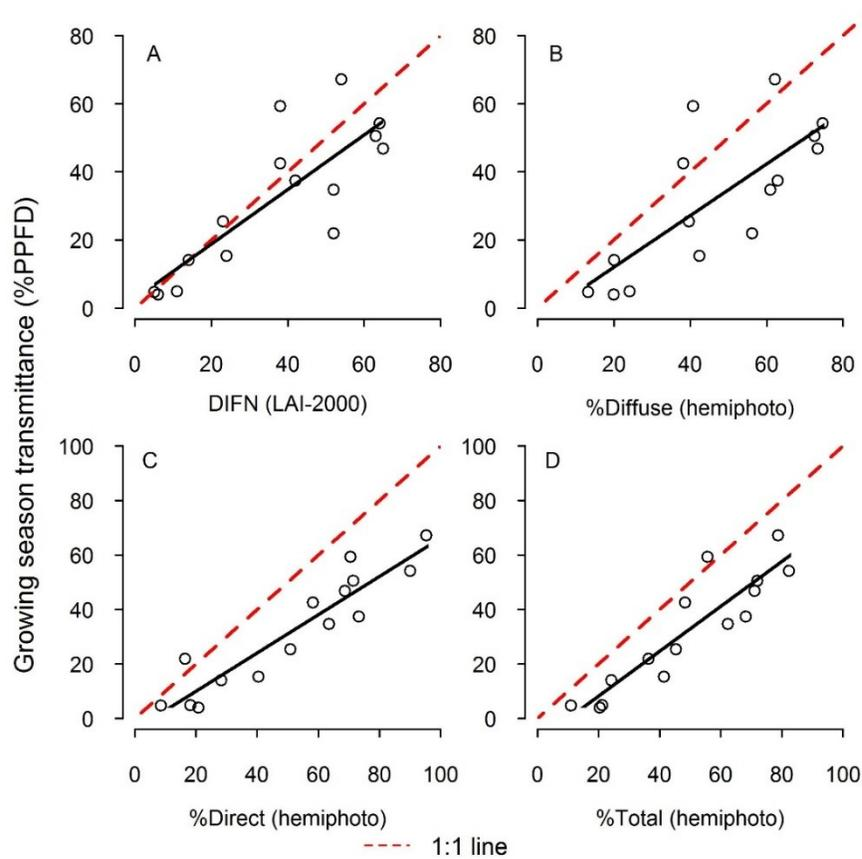 Growing season transmittance (%PPFD)
A
80
60
40
20
0
0 20 40 60 80
DIFN (LAI-2000)
B
80
60
40
20
0
0 20 40 60 80
%Diffuse (hemiphoto)
C
100
80
60
40
20
0
0 20 40 60 80 100
%Direct (hemiphoto)
D
100
80
60
40
20
0
0 20 40 60 80 100
%Total (hemiphoto)
1:1 line